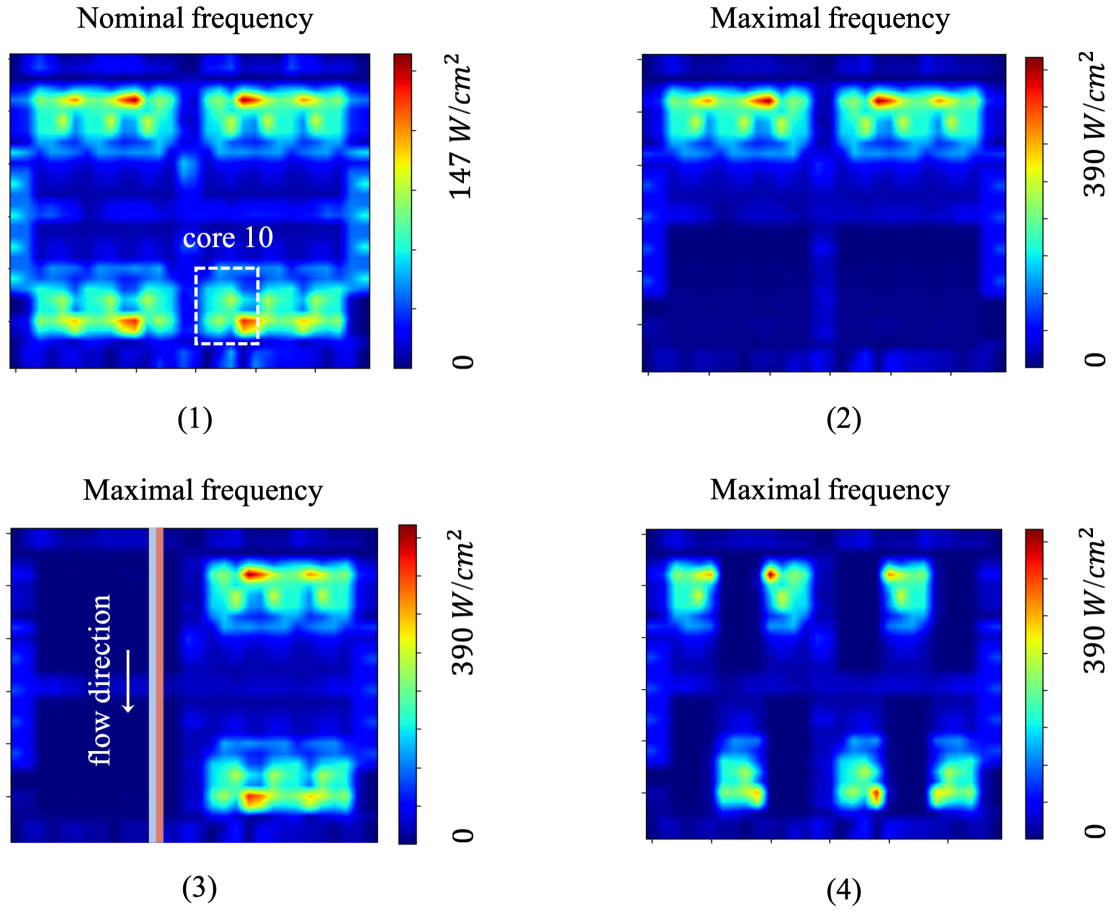 Nominal frequency
147 W/cm²
0
core 10
(1)
Maximal frequency
390 W/cm²
0
(2)
Maximal frequency
flow direction
390 W/cm²
0
(3)
Maximal frequency
390 W/cm²
0
(4)